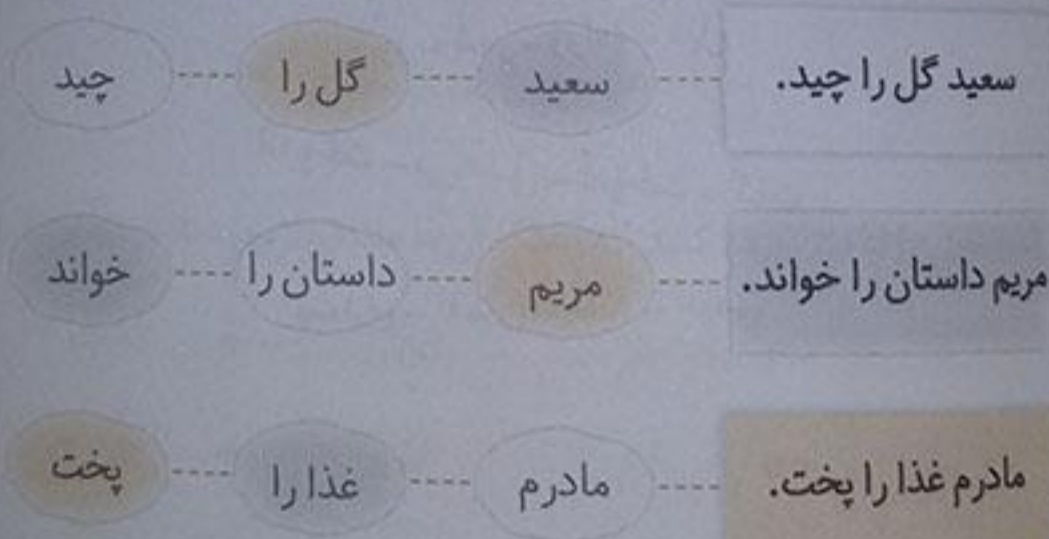 سعید گل را چید. سعید گل را چید
مریم داستان را خواند. مریم داستان را خواند
مادرم غذا را پخت. مادرم غذا را پخت